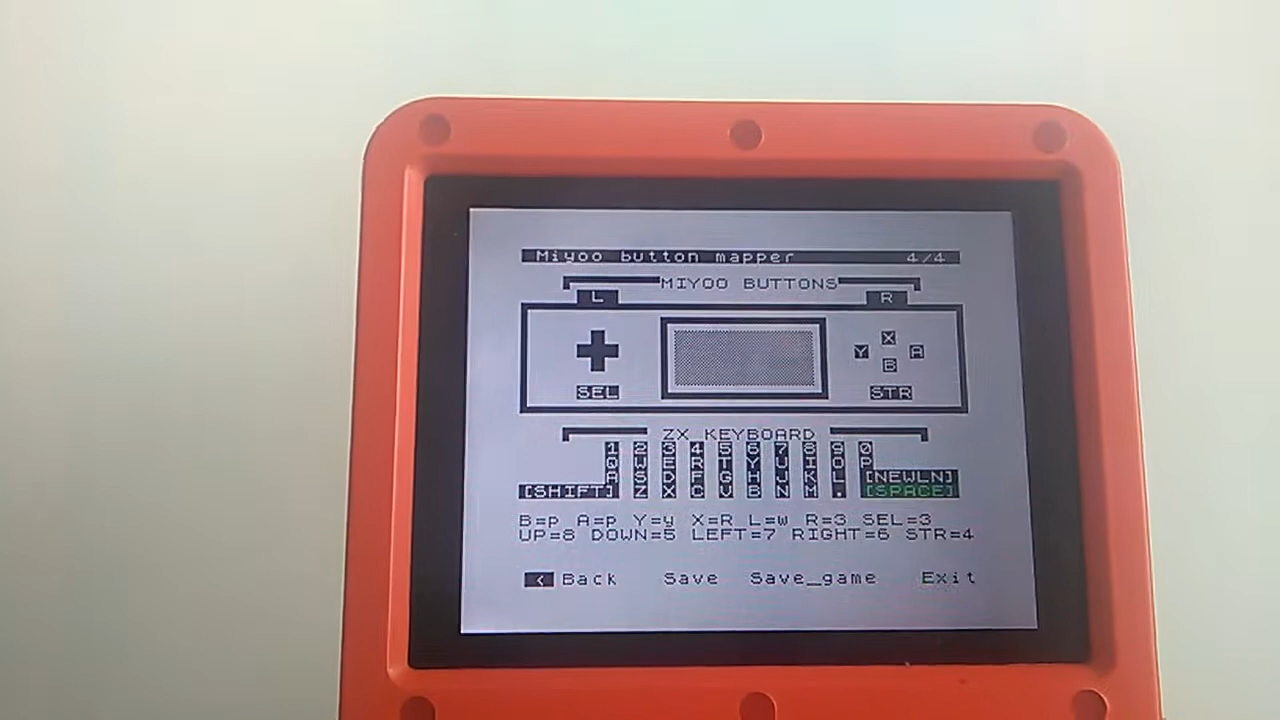 Miyoo button mapper 4/4
MIYOO BUTTONS
L R
X
Y A
B
SEL STR
ZX KEYBOARD
1 2 3 4 5 6 7 8 9 0
Q W E R T Y U I O P
A S D F G H J K L [NEWLN]
[SHIFT] Z X C V B N M . [SPACE]
B=p A=p Y=y X=R L=w R=3 SEL=3
UP=8 DOWN=5 LEFT=7 RIGHT=6 STR=4
< Back Save Save_game Exit